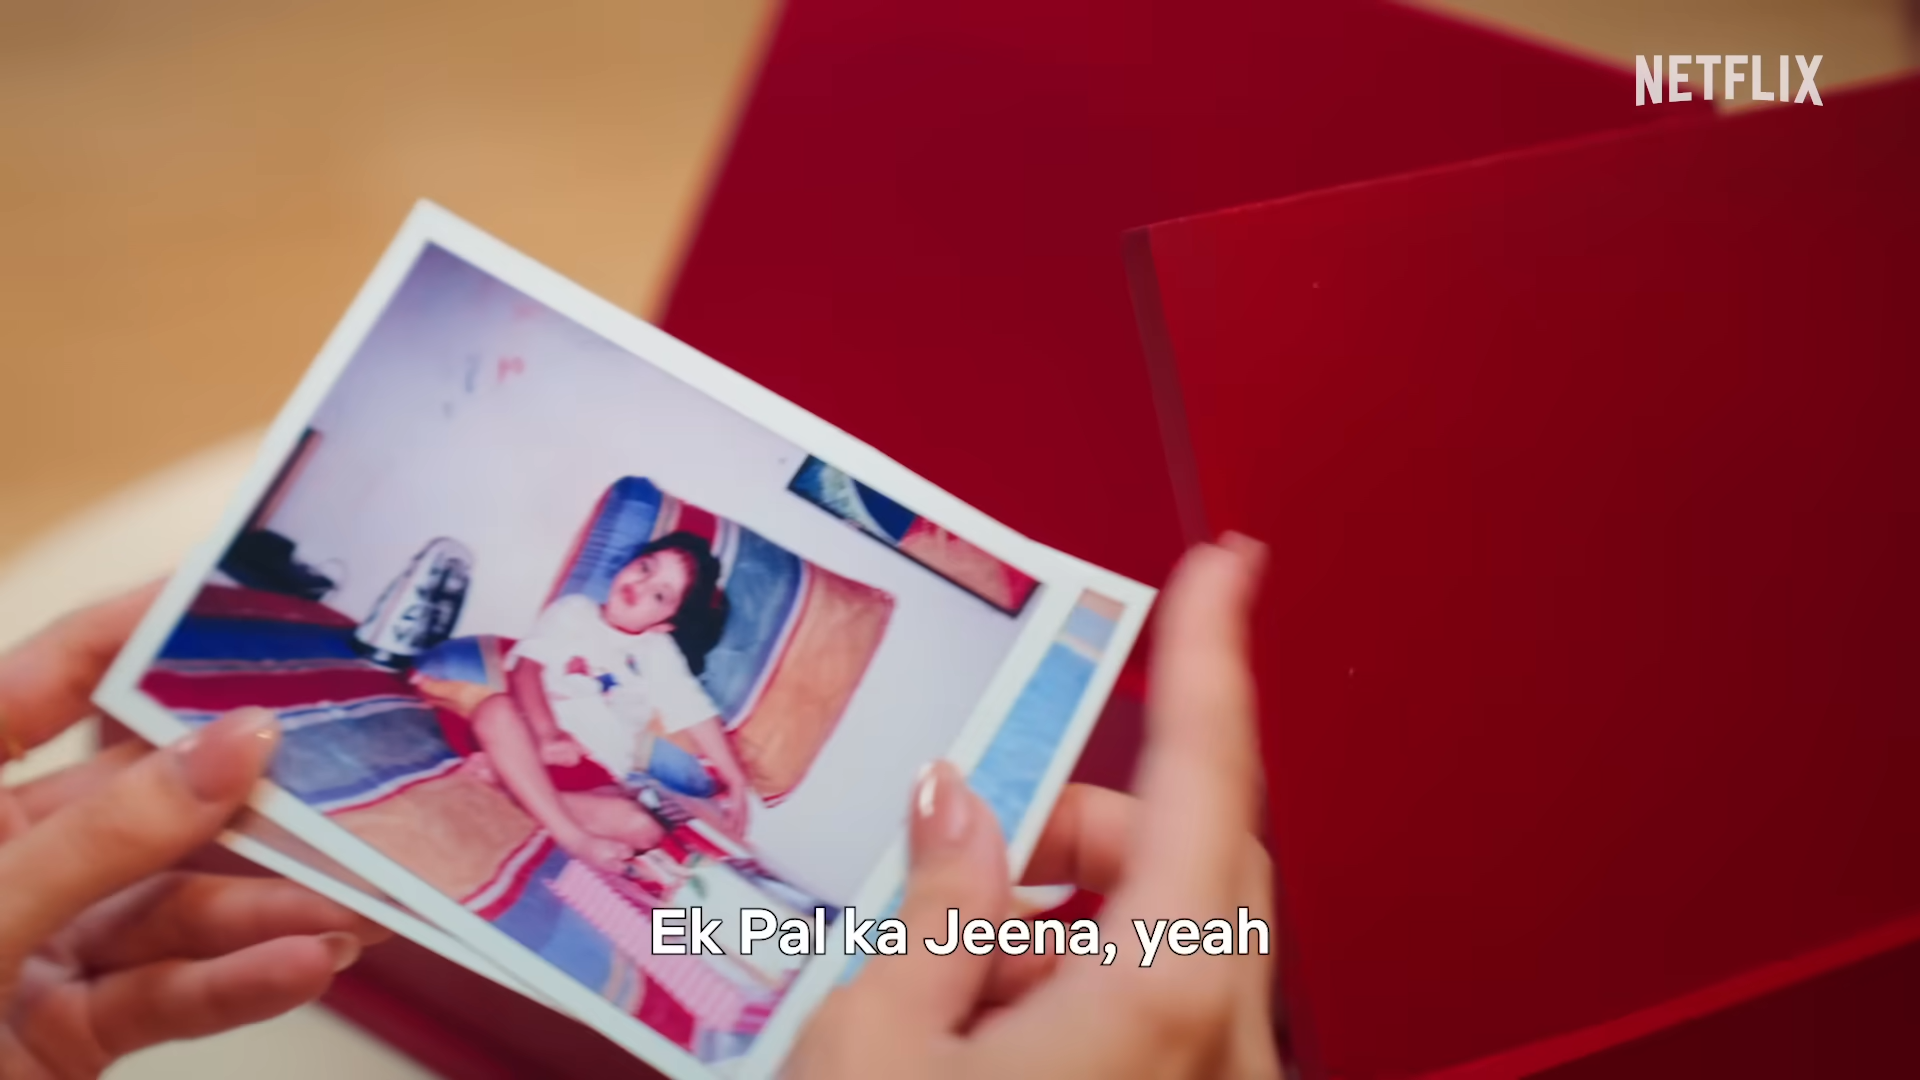 NETFLIX
Ek Pal ka Jeena, yeah